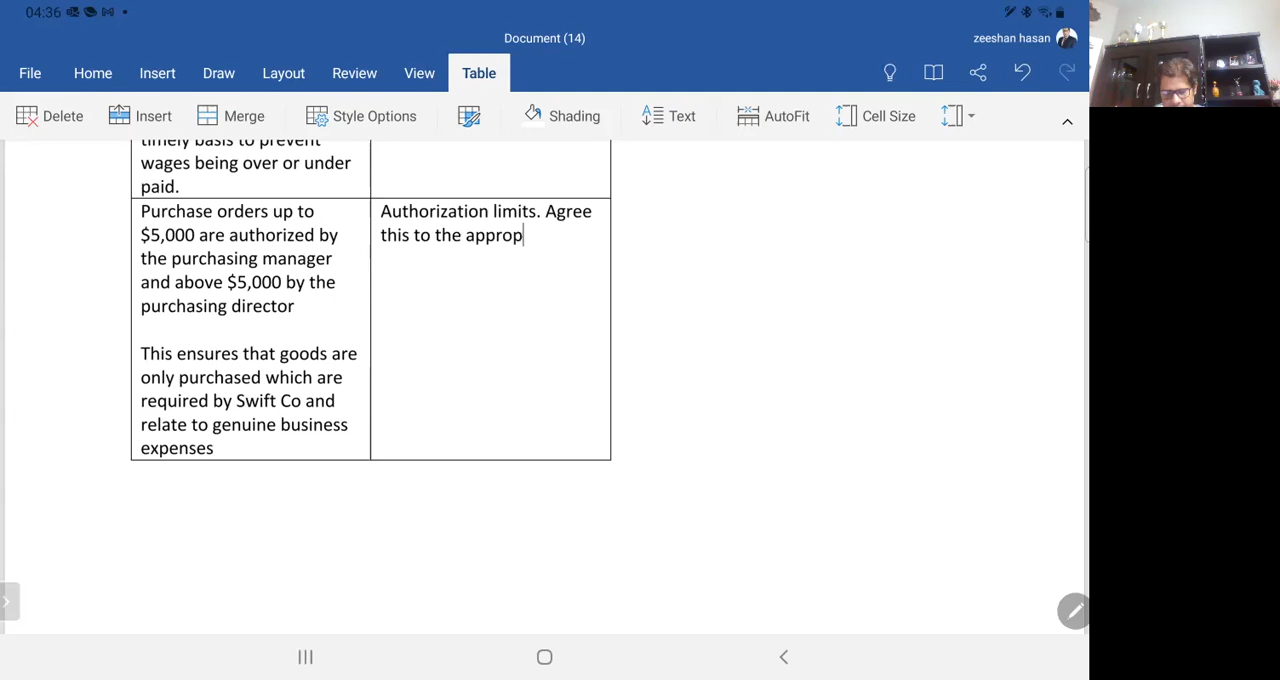 04:36
Document (14)
zeeshan hasan
File Home Insert Draw Layout Review View Table
Delete Insert Merge Style Options Shading Text AutoFit Cell Size
timely basis to prevent
wages being over or under
paid.
Purchase orders up to
$5,000 are authorized by
the purchasing manager
and above $5,000 by the
purchasing director
This ensures that goods are
only purchased which are
required by Swift Co and
relate to genuine business
expenses
Authorization limits. Agree
this to the approp